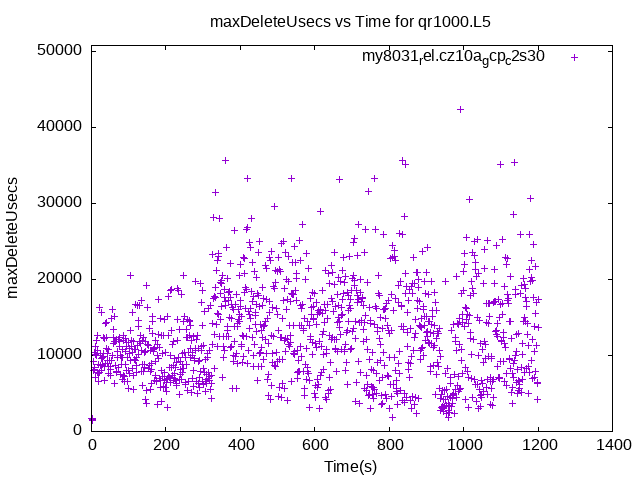 maxDeleteUsecs vs Time for qr1000.L5
my8031_rel.cz10a_gcp_c2s30
50000
40000
30000
20000
10000
0
maxDeleteUsecs
0 200 400 600 800 1000 1200 1400
Time(s)